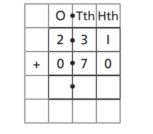 O • Tth Hth
2 • 3 1
+ 0 • 7 0
•